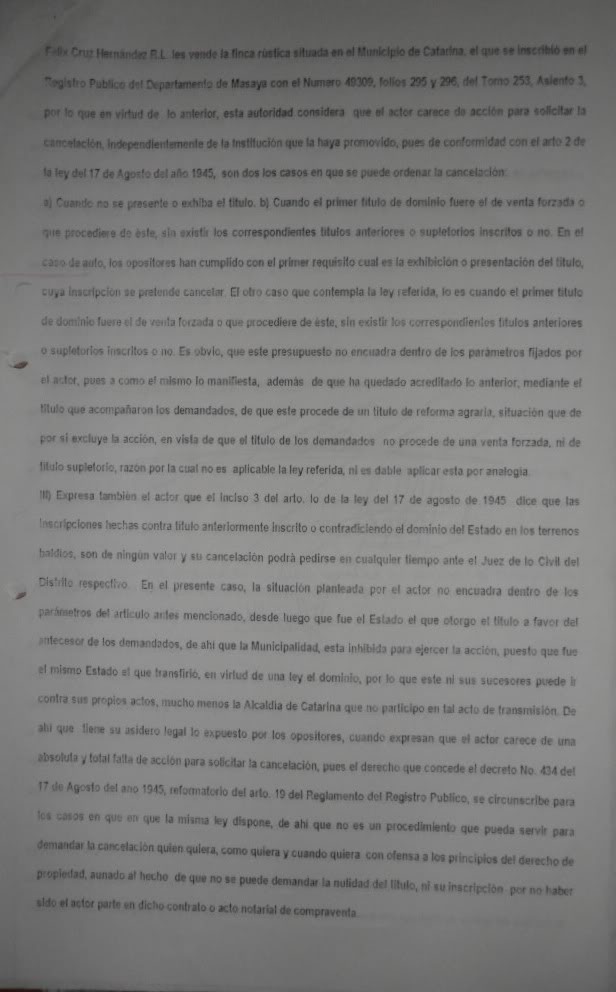 Felix Cruz Hernández R.L. les vende la finca rústica situada en el Municipio de Catarina, el que se inscribió en el
Registro Publico del Departamento de Masaya con el Numero 49309, folios 295 y 296, del Tomo 253, Asiento 3,
por lo que en virtud de lo anterior, esta autoridad considera que el actor carece de acción para solicitar la
cancelación, independientemente de la Institución que la haya promovido, pues de conformidad con el arto 2 de
la ley del 17 de Agosto del año 1945, son dos los casos en que se puede ordenar la cancelación:
a) Cuando no se presente o exhiba el título. b) Cuando el primer título de dominio fuere el de venta forzada o
que procediere de éste, sin existir los correspondientes títulos anteriores o supletorios inscritos o no. En el
caso de auto, los opositores han cumplido con el primer requisito cual es la exhibición o presentación del título,
cuya inscripción se pretende cancelar. El otro caso que contempla la ley referida, lo es cuando el primer título
de dominio fuere el de venta forzada o que procediere de éste, sin existir los correspondientes títulos anteriores
o supletorios inscritos o no. Es obvio, que este presupuesto no encuadra dentro de los parámetros fijados por
el actor, pues a como el mismo lo manifiesta, además de que ha quedado acreditado lo anterior, mediante el
título que acompañaron los demandados, de que este procede de un titulo de reforma agraria, situación que de
por si excluye la acción, en vista de que el titulo de los demandados no procede de una venta forzada, ni de
título supletorio, razón por la cual no es aplicable la ley referida, ni es dable aplicar esta por analogía.
III) Expresa también el actor que el inciso 3 del arto. lo de la ley del 17 de agosto de 1945 dice que las
inscripciones hechas contra titulo anteriormente inscrito o contradiciendo el dominio del Estado en los terrenos
baldíos, son de ningún valor y su cancelación podrá pedirse en cualquier tiempo ante el Juez de lo Civil del
Distrito respectivo. En el presente caso, la situación planteada por el actor no encuadra dentro de los
parámetros del articulo antes mencionado, desde luego que fue el Estado el que otorgo el título a favor del
antecesor de los demandados, de ahí que la Municipalidad, esta inhibida para ejercer la acción, puesto que fue
el mismo Estado el que transfirió, en virtud de una ley el dominio, por lo que este ni sus sucesores puede ir
contra sus propios actos, mucho menos la Alcaldía de Catarina que no participo en tal acto de transmisión. De
ahí que tiene su asidero legal lo expuesto por los opositores, cuando expresan que el actor carece de una
absoluta y total falta de acción para solicitar la cancelación, pues el derecho que concede el decreto No. 434 del
17 de Agosto del ano 1945, reformatorio del arto. 19 del Reglamento del Registro Publico, se circunscribe para
los casos en que en que la misma ley dispone, de ahi que no es un procedimiento que pueda servir para
demandar la cancelación quien quiera, como quiera y cuando quiera con ofensa a los principios del derecho de
propiedad, aunado al hecho de que no se puede demandar la nulidad del título, ni su inscripción por no haber
sido el actor parte en dicho contrato o acto notarial de compraventa.